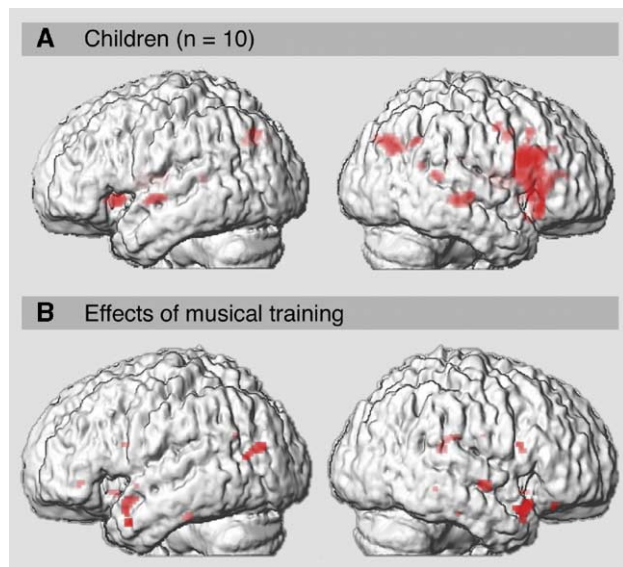 A Children (n = 10)
B Effects of musical training